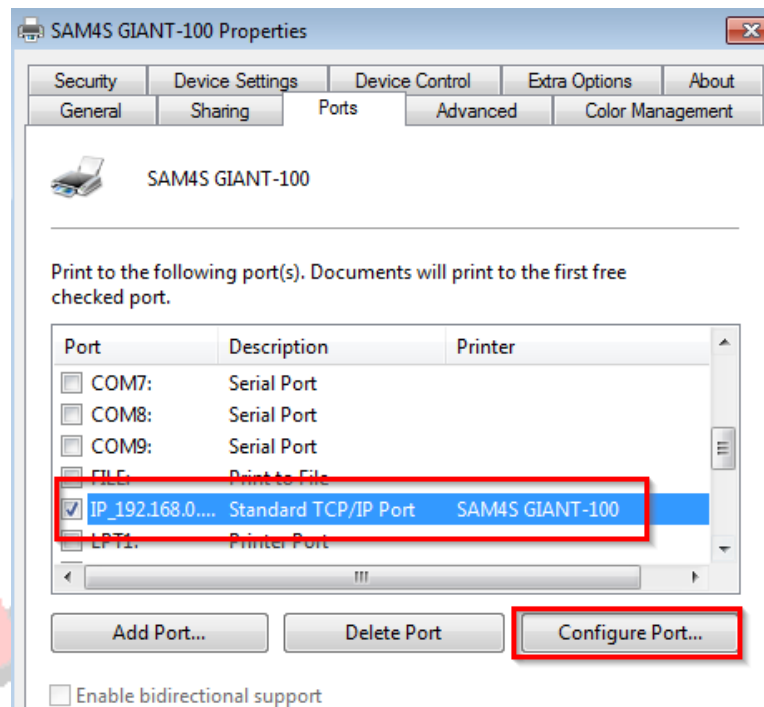 SAM4S GIANT-100 Properties
Security Device Settings Device Control Extra Options About
General Sharing Ports Advanced Color Management
SAM4S GIANT-100
Print to the following port(s). Documents will print to the first free
checked port.
Port Description Printer
COM7: Serial Port
COM8: Serial Port
COM9: Serial Port
FILE: Print to File
IP_192.168.0.... Standard TCP/IP Port SAM4S GIANT-100
LPT1: Printer Port
Add Port... Delete Port Configure Port...
Enable bidirectional support